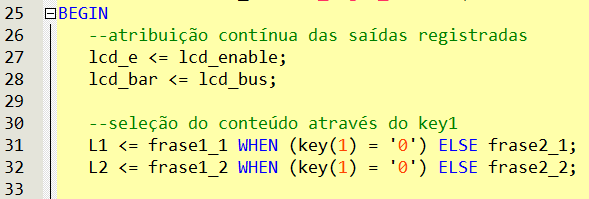 25 BEGIN
26 --atribuição contínua das saídas registradas
27 lcd_e <= lcd_enable;
28 lcd_bar <= lcd_bus;
29
30 --seleção do conteúdo através do key1
31 L1 <= frase1_1 WHEN (key(1) = '0') ELSE frase2_1;
32 L2 <= frase1_2 WHEN (key(1) = '0') ELSE frase2_2;
33